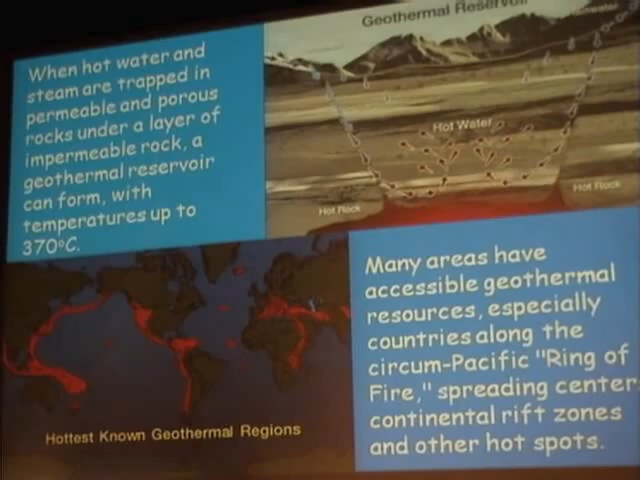 When hot water and
steam are trapped in
permeable and porous
rocks under a layer of
impermeable rock, a
geothermal reservoir
can form, with
temperatures up to
370°C.
Geothermal Reservoir
Hot Water
Hot Rock
Hot Rock
Many areas have
accessible geothermal
resources, especially
countries along the
circum-Pacific "Ring of
Fire," spreading center
continental rift zones
and other hot spots.
Hottest Known Geothermal Regions